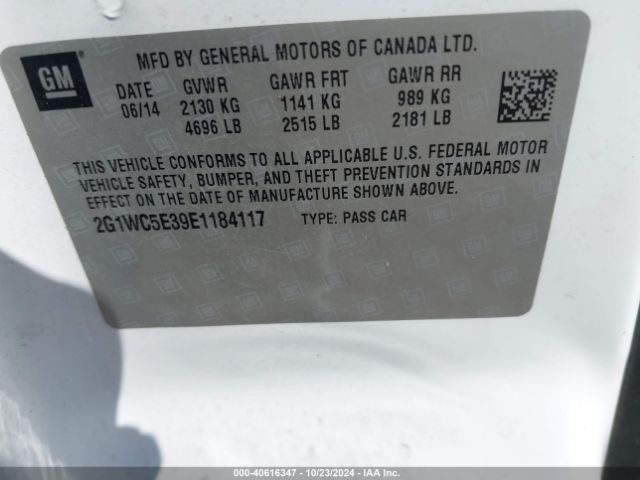 GM
MFD BY GENERAL MOTORS OF CANADA LTD.
DATE GVWR GAWR FRT GAWR RR
06/14 2130 KG 1141 KG 989 KG
4696 LB 2515 LB 2181 LB
THIS VEHICLE CONFORMS TO ALL APPLICABLE U.S. FEDERAL MOTOR
VEHICLE SAFETY, BUMPER, AND THEFT PREVENTION STANDARDS IN
EFFECT ON THE DATE OF MANUFACTURE SHOWN ABOVE.
2G1WC5E39E1184117 TYPE: PASS CAR
000-40616347 - 10/23/2024 - IAA Inc.